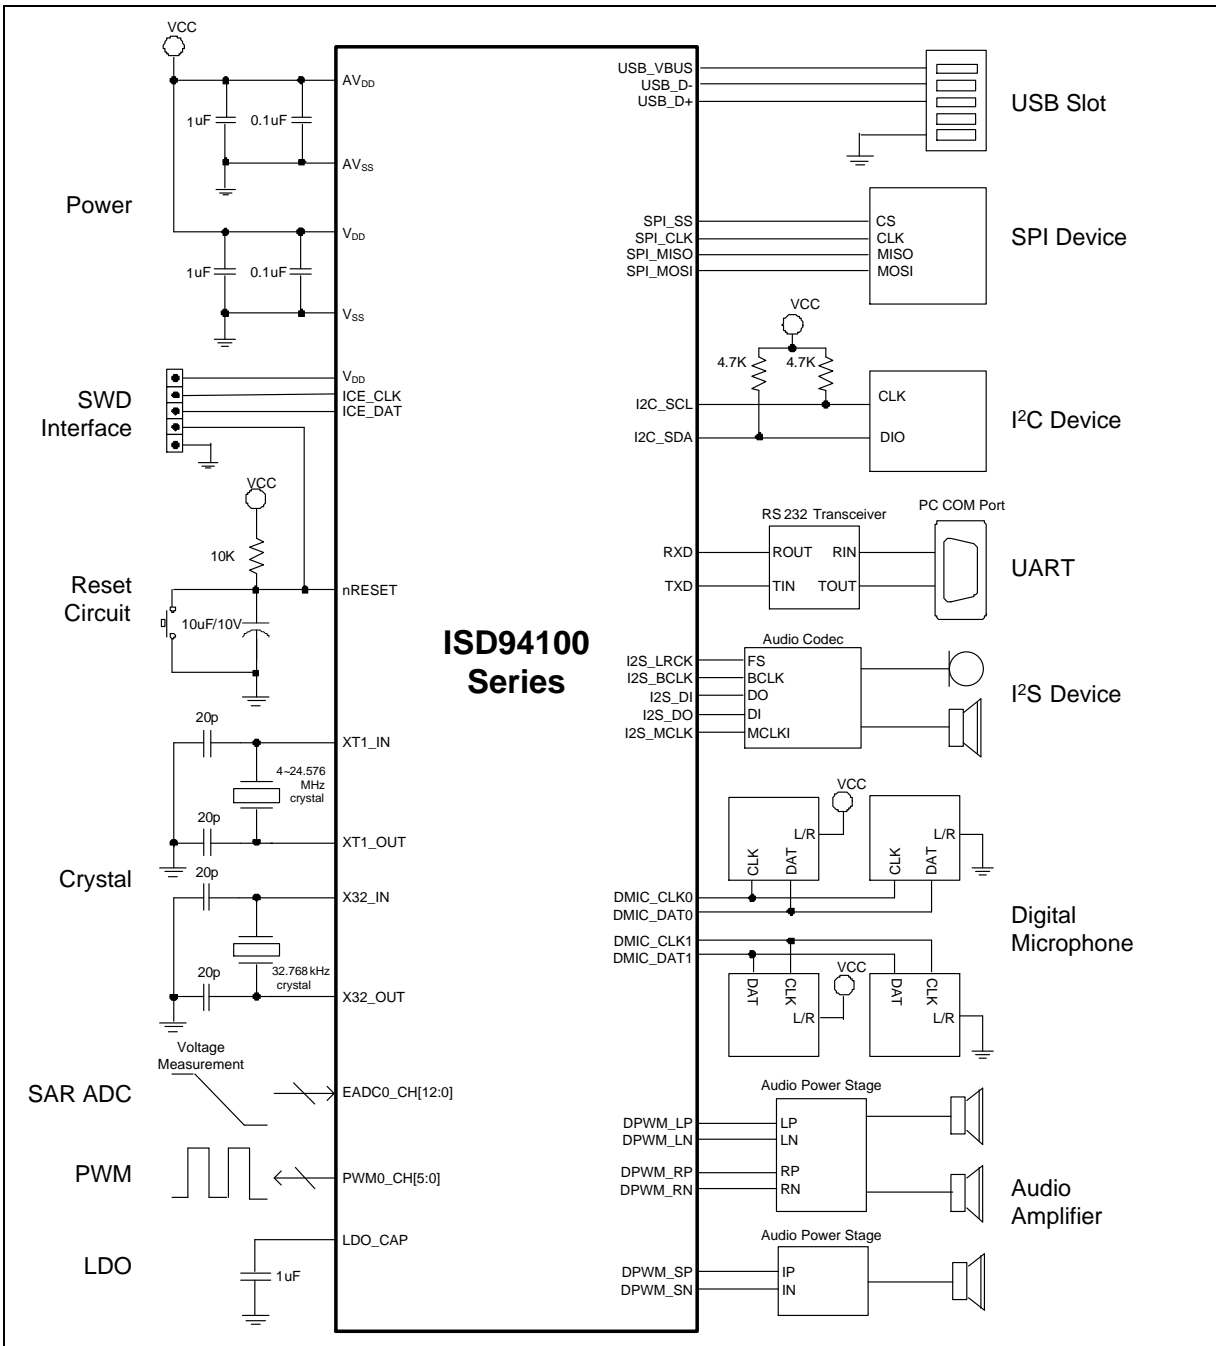 VCC
AVDD
1uF
0.1uF
AVSS
Power
VDD
1uF
0.1uF
VSS
SWD
Interface
VDD
ICE_CLK
ICE_DAT
VCC
10K
Reset
Circuit
nRESET
10uF/10V
20p
XT1_IN
4~24.576
MHz
crystal
20p
XT1_OUT
Crystal
20p
X32_IN
32.768 kHz
crystal
20p
X32_OUT
Voltage
Measurement
SAR ADC
EADC0_CH[12:0]
PWM
PWM0_CH[5:0]
LDO_CAP
LDO
1uF
ISD94100
Series
USB_VBUS
USB_D-
USB_D+
USB Slot
SPI_SS
SPI_CLK
SPI_MISO
SPI_MOSI
CS
CLK
MISO
MOSI
SPI Device
VCC
4.7K
4.7K
I2C_SCL
CLK
I2C_SDA
DIO
I2C Device
RS 232 Transceiver
PC COM Port
RXD
ROUT
RIN
TXD
TIN
TOUT
UART
Audio Codec
I2S_LRCK
I2S_BCLK
I2S_DI
I2S_DO
I2S_MCLK
FS
BCLK
DO
DI
MCLKI
I2S Device
VCC
L/R
CLK
DAT
L/R
CLK
DAT
DMIC_CLK0
DMIC_DAT0
DMIC_CLK1
DMIC_DAT1
Digital
Microphone
VCC
DAT
CLK
L/R
DAT
CLK
L/R
Audio Power Stage
DPWM_LP
DPWM_LN
DPWM_RP
DPWM_RN
LP
LN
RP
RN
Audio
Amplifier
Audio Power Stage
DPWM_SP
DPWM_SN
IP
IN